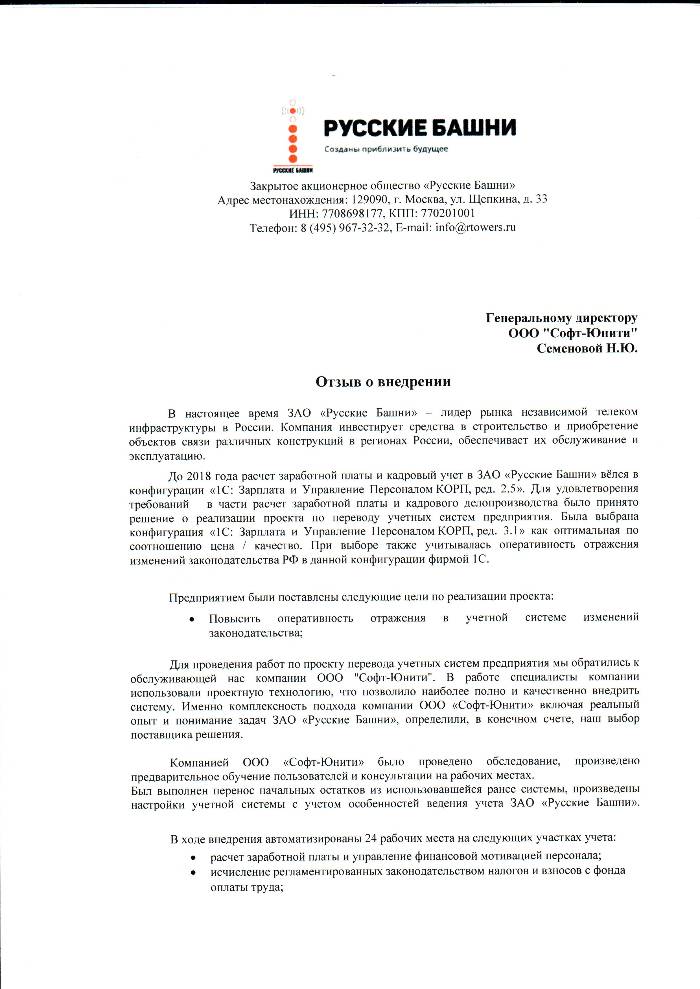 РУССКИЕ БАШНИ
Созданы приблизить будущее
РУССКИЕ БАШНИ
Закрытое акционерное общество «Русские Башни»
Адрес местонахождения: 129090, г. Москва, ул. Щепкина, д. 33
ИНН: 7708698177, КПП: 770201001
Телефон: 8 (495) 967-32-32, E-mail: info@rtowers.ru
Генеральному директору
ООО "Софт-Юнити"
Семеновой Н.Ю.
Отзыв о внедрении
В настоящее время ЗАО «Русские Башни» – лидер рынка независимой телеком
инфраструктуры в России. Компания инвестирует средства в строительство и приобретение
объектов связи различных конструкций в регионах России, обеспечивает их обслуживание и
эксплуатацию.
До 2018 года расчет заработной платы и кадровый учет в ЗАО «Русские Башни» вёлся в
конфигурации «1С: Зарплата и Управление Персоналом КОРП, ред. 2.5». Для удовлетворения
требований в части расчет заработной платы и кадрового делопроизводства было принято
решение о реализации проекта по переводу учетных систем предприятия. Была выбрана
конфигурация «1С: Зарплата и Управление Персоналом КОРП, ред. 3.1» как оптимальная по
соотношению цена / качество. При выборе также учитывалась оперативность отражения
изменений законодательства РФ в данной конфигурации фирмой 1С.
Предприятием были поставлены следующие цели по реализации проекта:
• Повысить оперативность отражения в учетной системе изменений
законодательства;
Для проведения работ по проекту перевода учетных систем предприятия мы обратились к
обслуживающей нас компании ООО "Софт-Юнити". В работе специалисты компании
использовали проектную технологию, что позволило наиболее полно и качественно внедрить
систему. Именно комплексность подхода компании ООО «Софт-Юнити» включая реальный
опыт и понимание задач ЗАО «Русские Башни», определили, в конечном счете, наш выбор
поставщика решения.
Компанией ООО «Софт-Юнити» было проведено обследование, произведено
предварительное обучение пользователей и консультации на рабочих местах.
Был выполнен перенос начальных остатков из использовавшейся ранее системы, произведены
настройки учетной системы с учетом особенностей ведения учета ЗАО «Русские Башни».
В ходе внедрения автоматизированы 24 рабочих места на следующих участках учета:
• расчет заработной платы и управление финансовой мотивацией персонала;
• исчисление регламентированных законодательством налогов и взносов с фонда
оплаты труда;